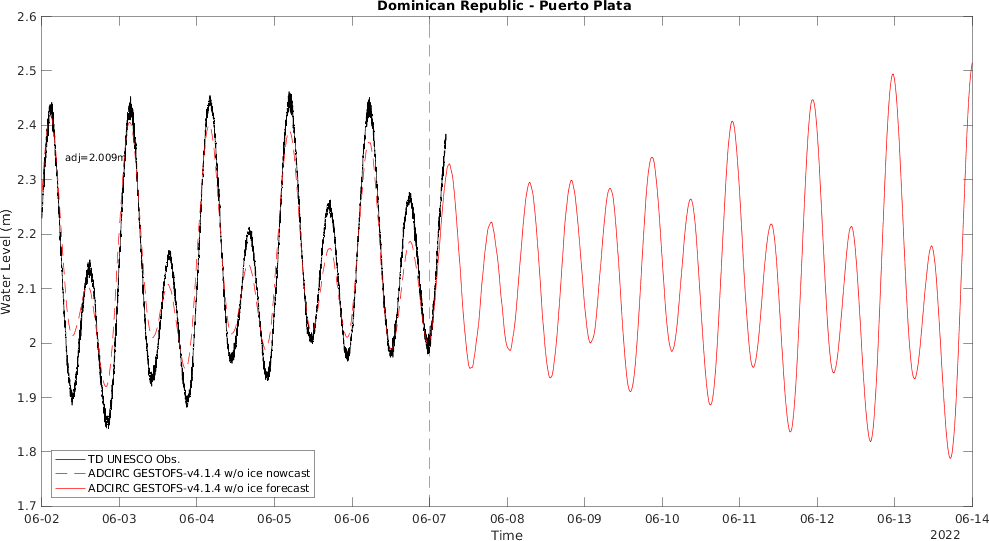 Dominican Republic - Puerto Plata
2.6
2.5
2.4
2.3
2.2
2.1
2
1.9
1.8
1.7
Water Level (m)
adj=2.009m
TD UNESCO Obs.
ADCIRC GESTOFS-v4.1.4 w/o ice nowcast
ADCIRC GESTOFS-v4.1.4 w/o ice forecast
06-02 06-03 06-04 06-05 06-06 06-07 06-08 06-09 06-10 06-11 06-12 06-13 06-14
Time
2022